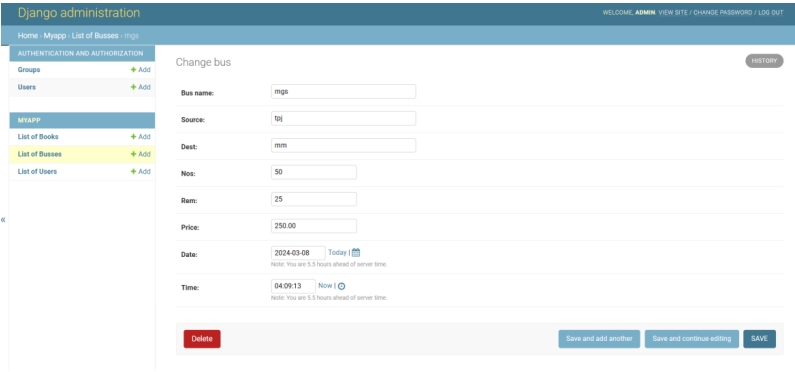 Django administration
WELCOME, ADMIN. VIEW SITE / CHANGE PASSWORD / LOG OUT
Home › Myapp › List of Busses › mgs
AUTHENTICATION AND AUTHORIZATION
Groups + Add
Users + Add
MYAPP
List of Books + Add
List of Busses + Add
List of Users + Add
«
Change bus
HISTORY
Bus name: mgs
Source: tpj
Dest: mm
Nos: 50
Rem: 25
Price: 250.00
Date: 2024-03-08 Today |
Note: You are 5.5 hours ahead of server time.
Time: 04:09:13 Now |
Note: You are 5.5 hours ahead of server time.
Delete Save and add another Save and continue editing SAVE